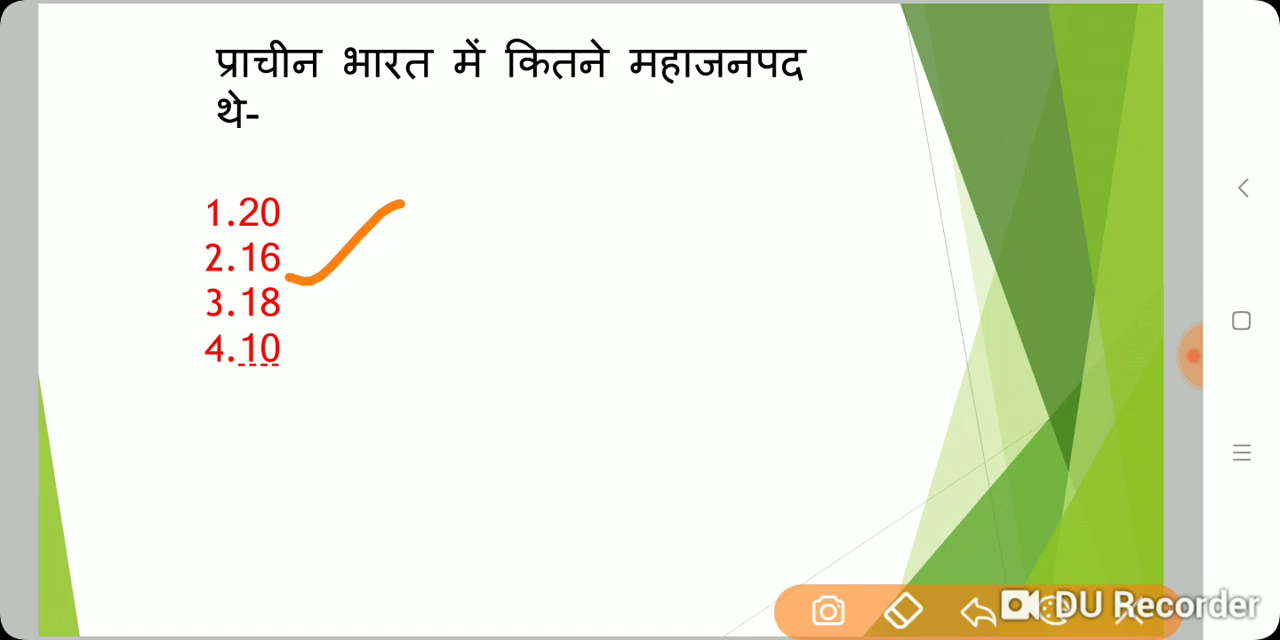 प्राचीन भारत में कितने महाजनपद
थे-
1.20
2.16
3.18
4.10
DU Recorder